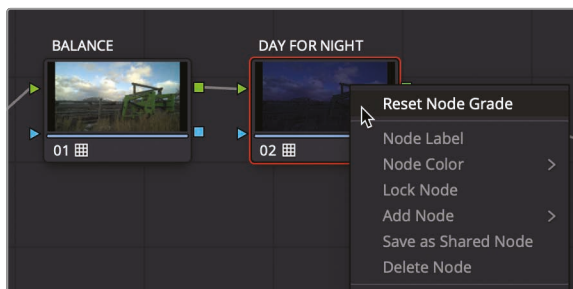 BALANCE
DAY FOR NIGHT
01
02
Reset Node Grade
Node Label
Node Color
Lock Node
Add Node
Save as Shared Node
Delete Node